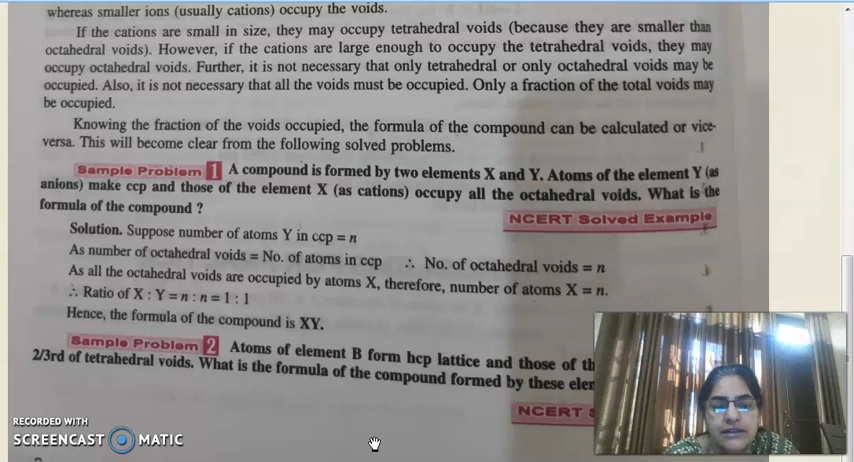 whereas smaller ions (usually cations) occupy the voids.
If the cations are small in size, they may occupy tetrahedral voids (because they are smaller than
octahedral voids). However, if the cations are large enough to occupy the tetrahedral voids, they may
occupy octahedral voids. Further, it is not necessary that only tetrahedral or only octahedral voids may be
occupied. Also, it is not necessary that all the voids must be occupied. Only a fraction of the total voids may
be occupied.
Knowing the fraction of the voids occupied, the formula of the compound can be calculated or vice-
versa. This will become clear from the following solved problems.
Sample Problem 1 A compound is formed by two elements X and Y. Atoms of the element Y (as
anions) make ccp and those of the element X (as cations) occupy all the octahedral voids. What is the
formula of the compound ?
NCERT Solved Example
Solution. Suppose number of atoms Y in ccp = n
As number of octahedral voids = No. of atoms in ccp ∴ No. of octahedral voids = n
As all the octahedral voids are occupied by atoms X, therefore, number of atoms X = n.
∴ Ratio of X : Y = n : n = 1 : 1
Hence, the formula of the compound is XY.
Sample Problem 2 Atoms of element B form hcp lattice and those of th
2/3rd of tetrahedral voids. What is the formula of the compound formed by these eler
NCERT
RECORDED WITH
SCREENCAST MATIC